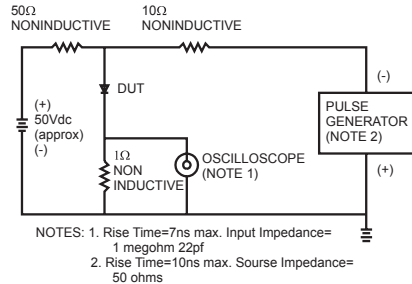 50Ω
NONINDUCTIVE
10Ω
NONINDUCTIVE
DUT
(+)
50Vdc
(approx)
(-)
1Ω
NON
INDUCTIVE
OSCILLOSCOPE
(NOTE 1)
(-)
PULSE
GENERATOR
(NOTE 2)
(+)
NOTES: 1. Rise Time=7ns max. Input Impedance=
1 megohm 22pf
2. Rise Time=10ns max. Sourse Impedance=
50 ohms